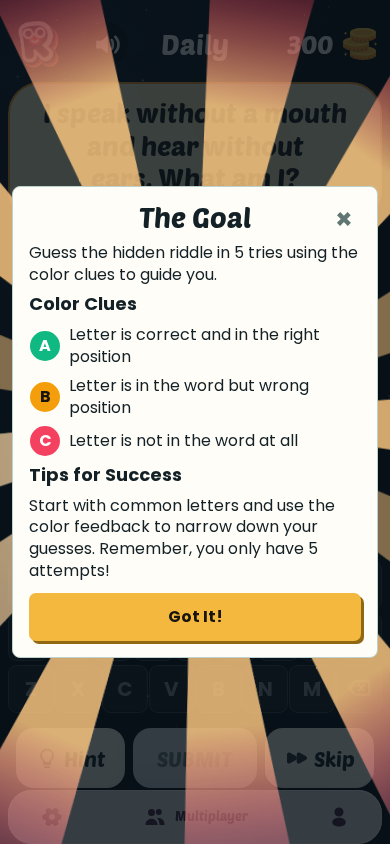 Daily
300
I speak without a mouth
and hear without
ears. What am I?
The Goal
Guess the hidden riddle in 5 tries using the
color clues to guide you.
Color Clues
A
Letter is correct and in the right
position
B
Letter is in the word but wrong
position
C
Letter is not in the word at all
Tips for Success
Start with common letters and use the
color feedback to narrow down your
guesses. Remember, you only have 5
attempts!
Got It!
Z X C V B N M
Hint SUBMIT Skip
Multiplayer